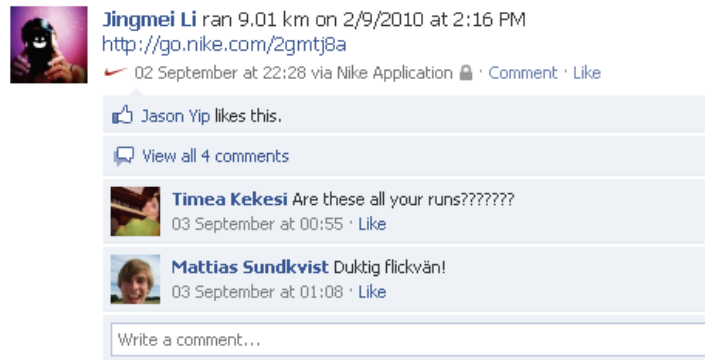 Jingmei Li ran 9.01 km on 2/9/2010 at 2:16 PM
http://go.nike.com/2gmtj8a
02 September at 22:28 via Nike Application · Comment · Like
Jason Yip likes this.
View all 4 comments
Timea Kekesi Are these all your runs???????
03 September at 00:55 · Like
Mattias Sundkvist Duktig flickvän!
03 September at 01:08 · Like
Write a comment...